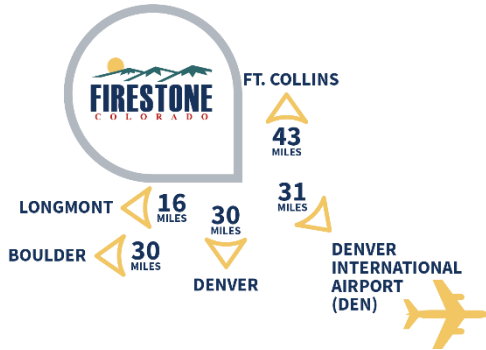 FIRESTONE
COLORADO
FT. COLLINS
43
MILES
LONGMONT
16
MILES
BOULDER
30
MILES
30
MILES
DENVER
31
MILES
DENVER
INTERNATIONAL
AIRPORT
(DEN)